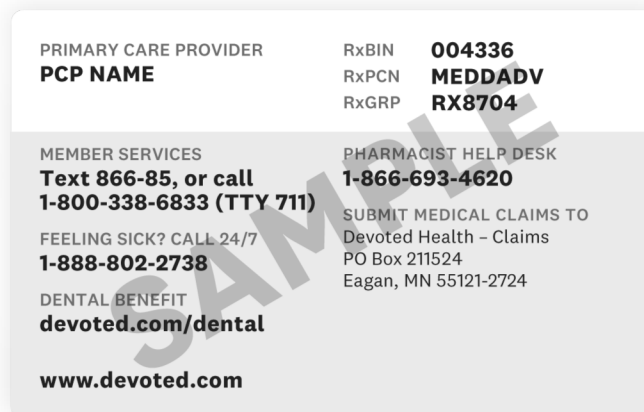 PRIMARY CARE PROVIDER
PCP NAME
RxBIN 004336
RxPCN MEDDADV
RxGRP RX8704
MEMBER SERVICES
Text 866-85, or call
1-800-338-6833 (TTY 711)
FEELING SICK? CALL 24/7
1-888-802-2738
DENTAL BENEFIT
devoted.com/dental
www.devoted.com
PHARMACIST HELP DESK
1-866-693-4620
SUBMIT MEDICAL CLAIMS TO
Devoted Health – Claims
PO Box 211524
Eagan, MN 55121-2724
SAMPLE